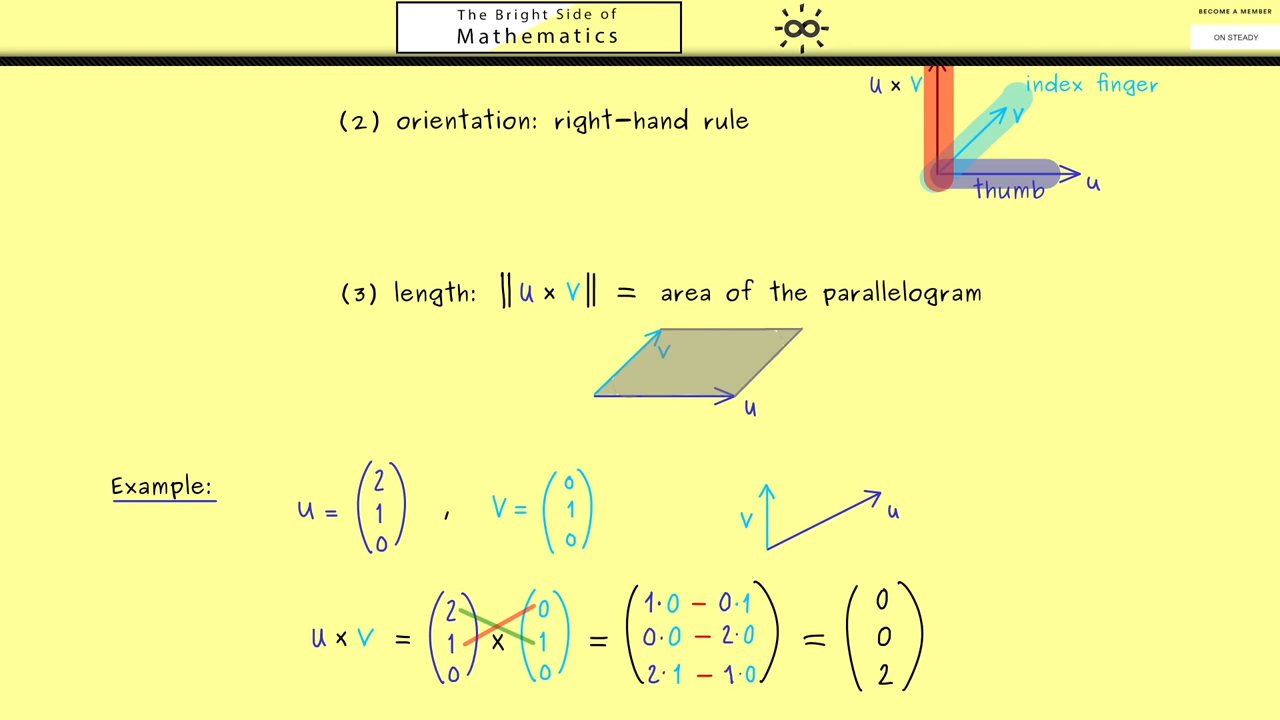 The Bright Side of
Mathematics
BECOME A MEMBER
ON STEADY
u × v
index finger
v
(2) orientation: right-hand rule
thumb
u
(3) length: ‖u × v‖ = area of the parallelogram
v
u
Example: u = (2 1 0) , v = (0 1 0)
v
u
u × v = (2 1 0) × (0 1 0) = (1·0 − 0·1 0·0 − 2·0 2·1 − 1·0) = (0 0 2)